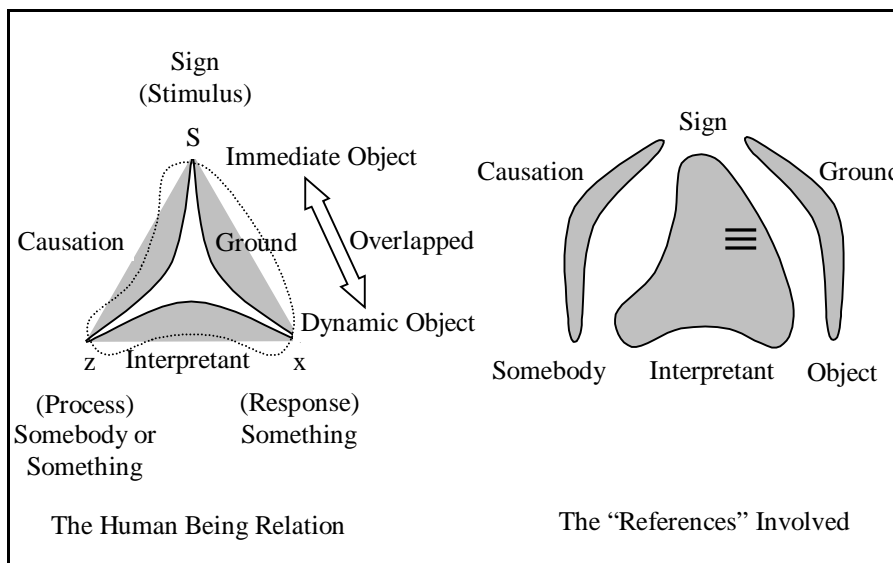 Sign
(Stimulus)
S
Immediate Object
Causation
Ground
Overlapped
Dynamic Object
z
Interpretant
x
(Process)
Somebody or
Something
(Response)
Something
The Human Being Relation
Sign
Causation
Ground
Somebody
Interpretant
Object
The “References” Involved